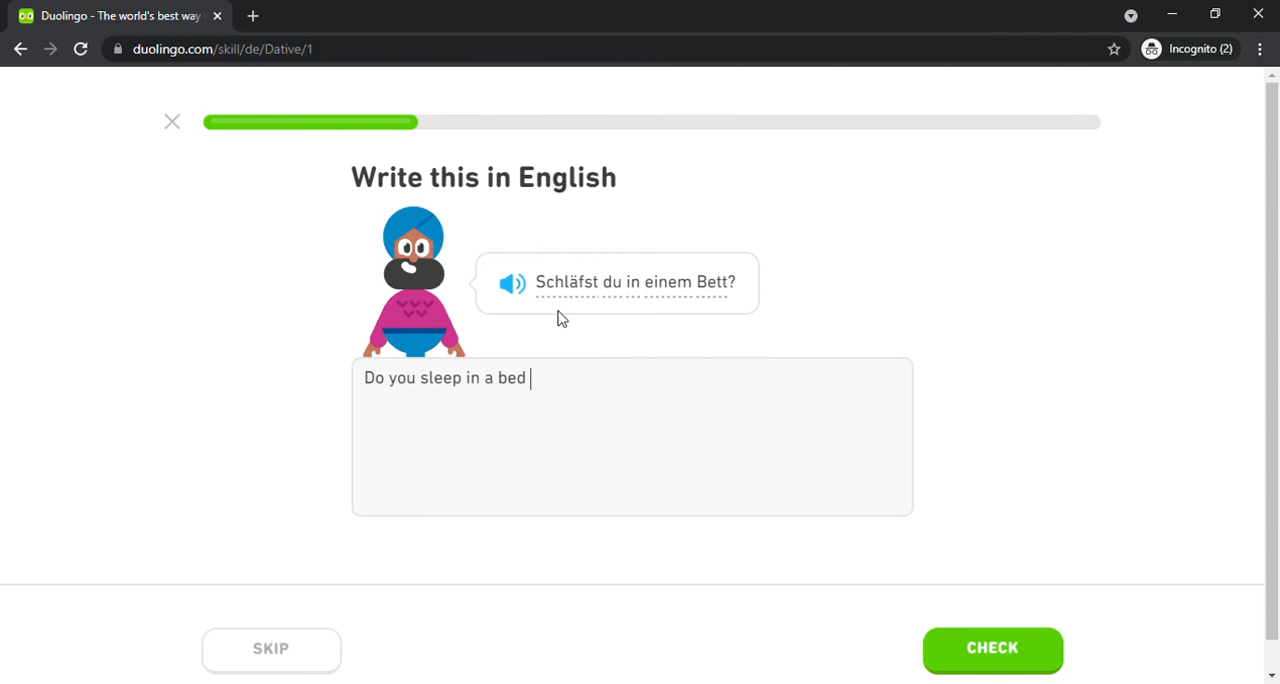 Duolingo - The world's best way
duolingo.com/skill/de/Dative/1
Incognito (2)
Write this in English
Schläfst du in einem Bett?
Do you sleep in a bed
SKIP
CHECK